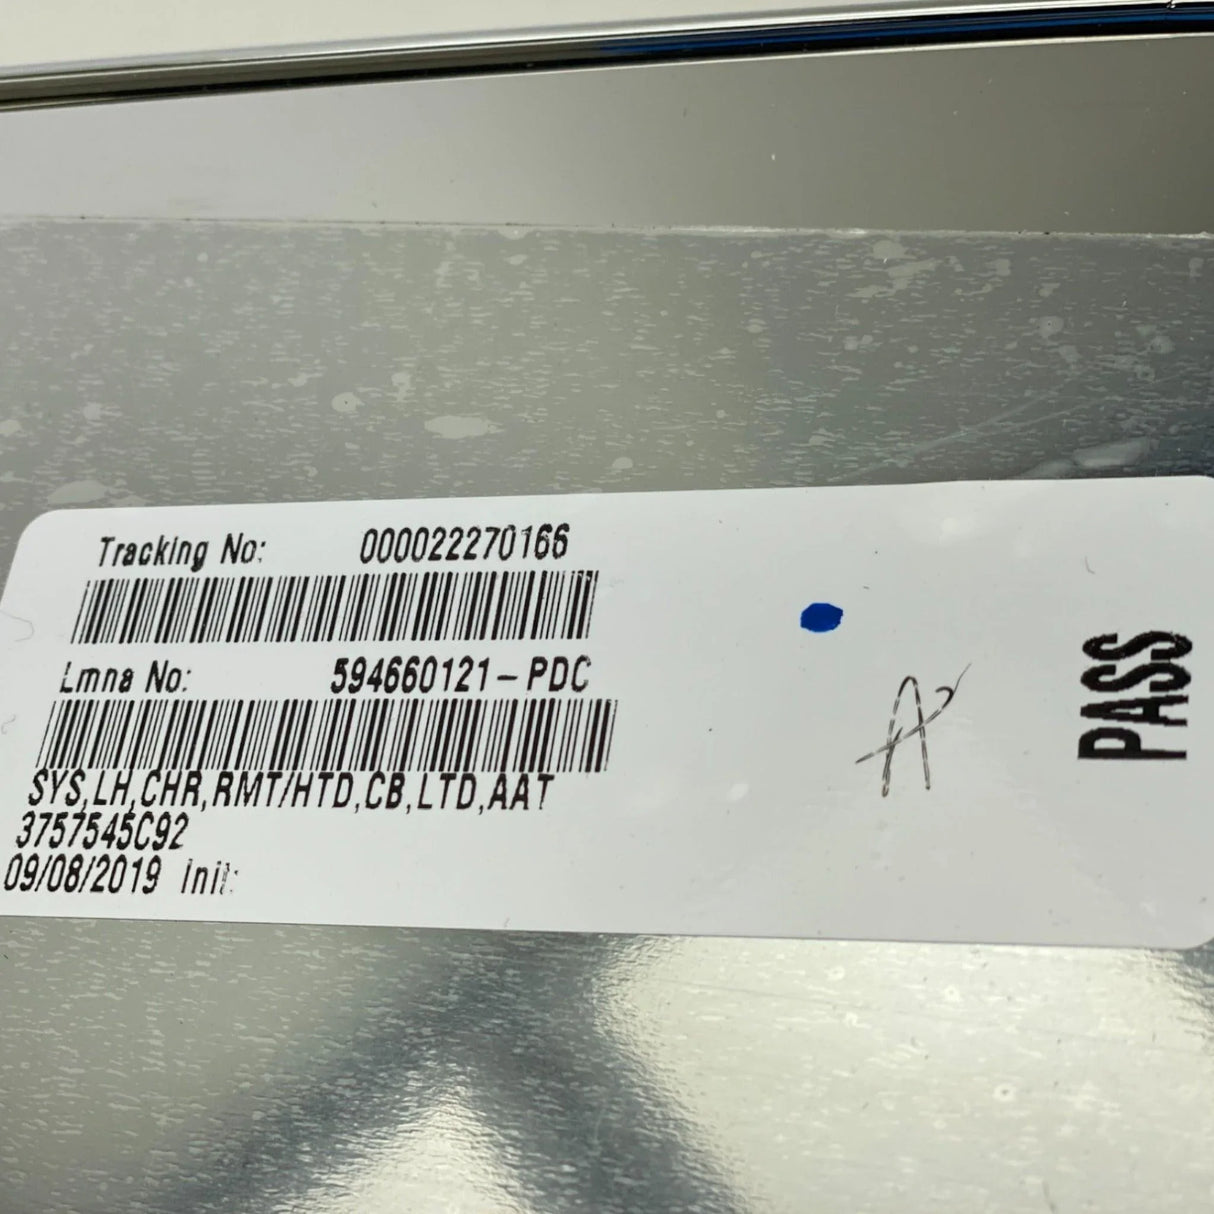 Tracking No: 000022270166
Lmna No: 594660121-PDC
SYS,LH,CHR,RMT/HTD,CB,LTD,AAT
3757545C92
09/08/2019 Init:
PASS